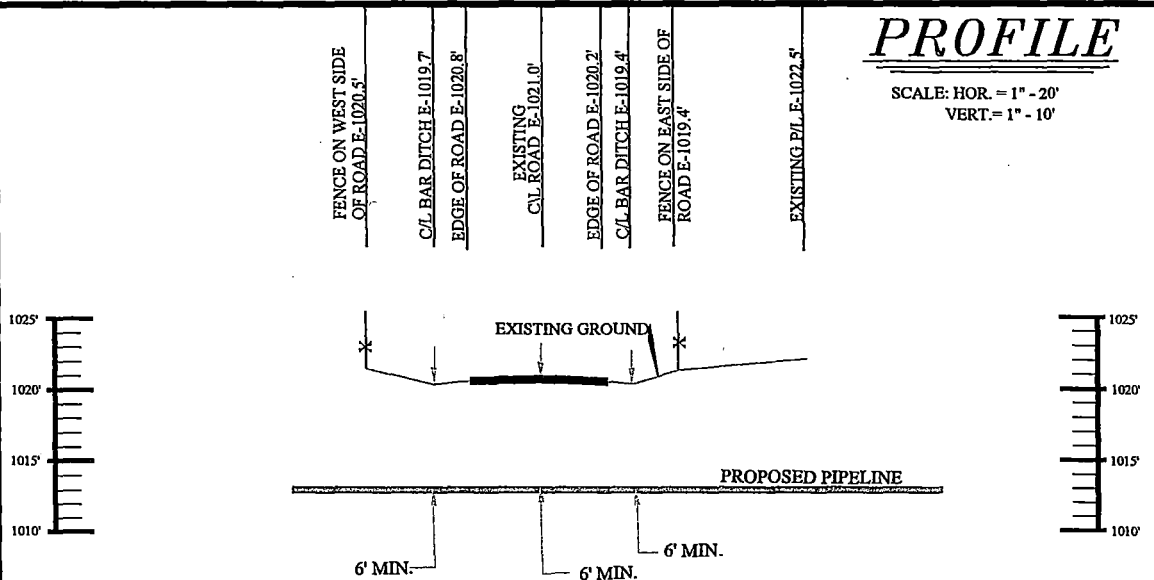 PROFILE
SCALE: HOR. = 1" - 20'
VERT.= 1" - 10'
FENCE ON WEST SIDE
OF ROAD E-1020.5'
C/L BAR DITCH E-1019.7'
EDGE OF ROAD E-1020.8'
EXISTING
C\L ROAD E-1021.0'
EDGE OF ROAD E-1020.2'
C/L BAR DITCH E-1019.4'
FENCE ON EAST SIDE OF
ROAD E-1019.4'
EXISTING P/L E-1022.5'
1025'
1020'
1015'
1010'
EXISTING GROUND
PROPOSED PIPELINE
6' MIN.
6' MIN.
6' MIN.
1025'
1020'
1015'
1010'